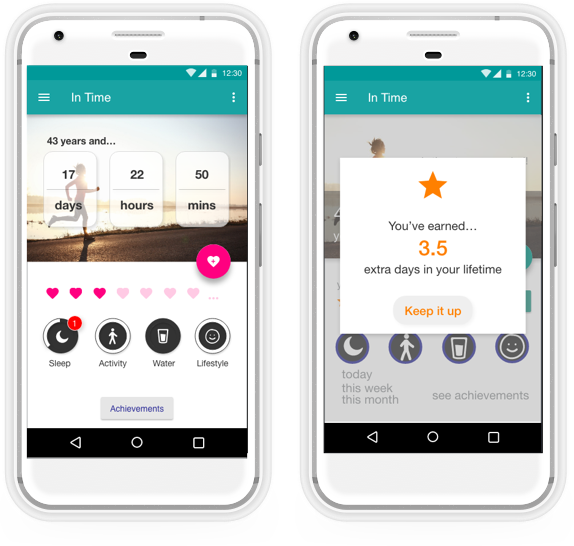 12:30
In Time
43 years and...
17
22
50
days
hours
mins
...
1
Sleep
Activity
Water
Lifestyle
Achievements
12:30
In Time
You've earned...
3.5
extra days in your lifetime
Keep it up
today
this week
this month
see achievements